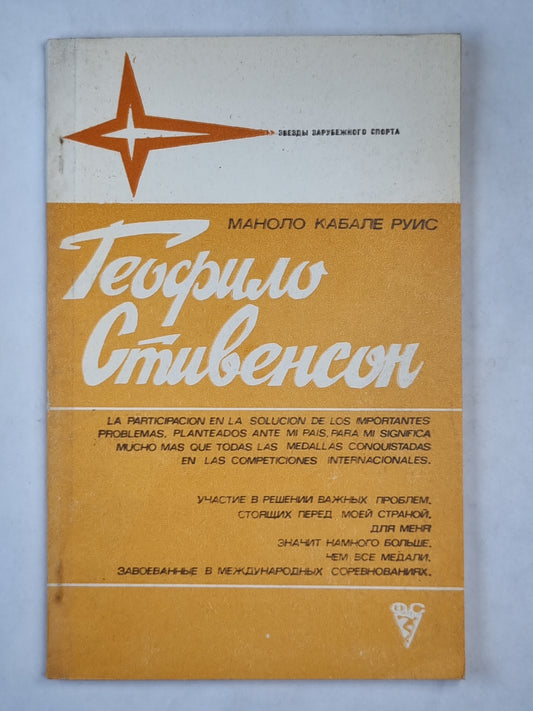 ЗВЕЗДЫ ЗАРУБЕЖНОГО СПОРТА
МАНОЛО КАБАЛЕ РУИС
Теофило
Стивенсон
LA PARTICIPACION EN LA SOLUCION DE LOS IMPORTANTES
PROBLEMAS, PLANTEADOS ANTE MI PAIS, PARA MI SIGNIFICA
MUCHO MAS QUE TODAS LAS MEDALLAS CONQUISTADAS
EN LAS COMPETICIONES INTERNACIONALES.
УЧАСТИЕ В РЕШЕНИИ ВАЖНЫХ ПРОБЛЕМ,
СТОЯЩИХ ПЕРЕД МОЕЙ СТРАНОЙ,
ДЛЯ МЕНЯ
ЗНАЧИТ НАМНОГО БОЛЬШЕ,
ЧЕМ ВСЕ МЕДАЛИ,
ЗАВОЕВАННЫЕ В МЕЖДУНАРОДНЫХ СОРЕВНОВАНИЯХ.
ФС